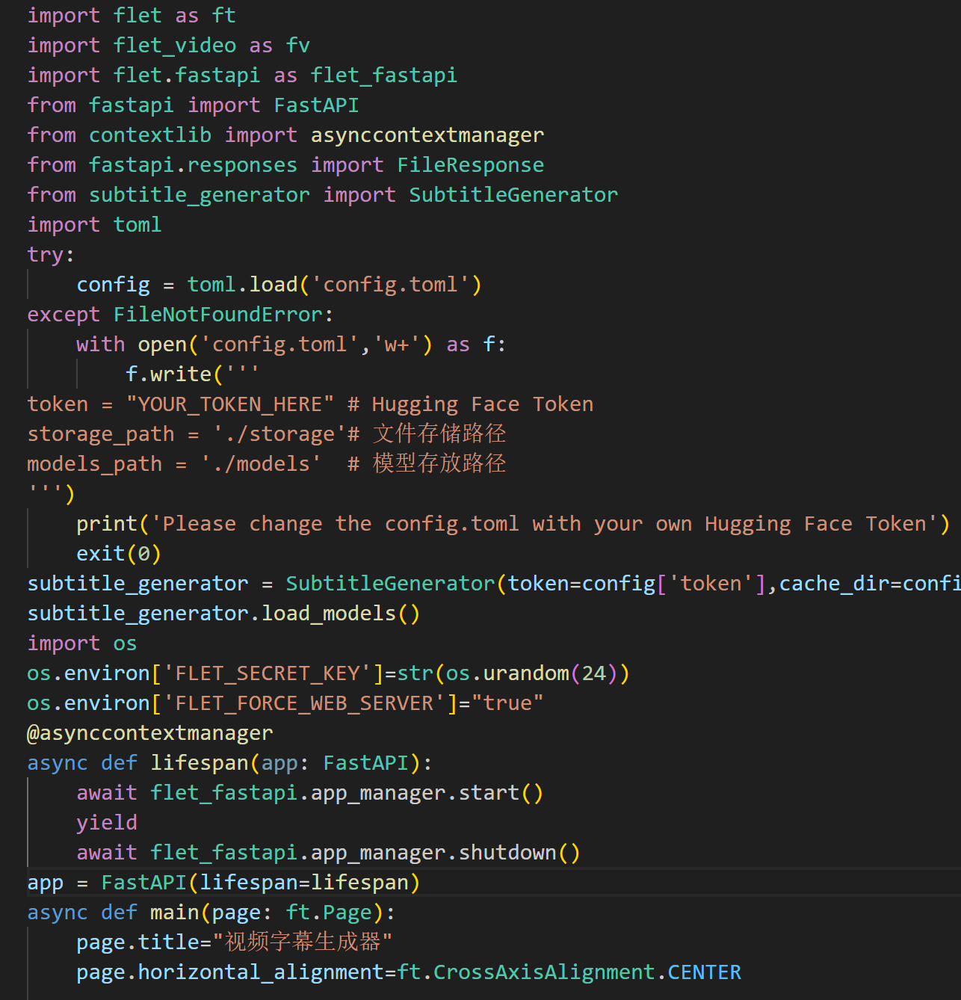 import flet as ft
import flet_video as fv
import flet.fastapi as flet_fastapi
from fastapi import FastAPI
from contextlib import asynccontextmanager
from fastapi.responses import FileResponse
from subtitle_generator import SubtitleGenerator
import toml
try:
    config = toml.load('config.toml')
except FileNotFoundError:
    with open('config.toml','w+') as f:
        f.write('''
token = "YOUR_TOKEN_HERE" # Hugging Face Token
storage_path = './storage'# 文件存储路径
models_path = './models'  # 模型存放路径
''')
    print('Please change the config.toml with your own Hugging Face Token')
    exit(0)
subtitle_generator = SubtitleGenerator(token=config['token'],cache_dir=confi
subtitle_generator.load_models()
import os
os.environ['FLET_SECRET_KEY']=str(os.urandom(24))
os.environ['FLET_FORCE_WEB_SERVER']="true"
@asynccontextmanager
async def lifespan(app: FastAPI):
    await flet_fastapi.app_manager.start()
    yield
    await flet_fastapi.app_manager.shutdown()
app = FastAPI(lifespan=lifespan)
async def main(page: ft.Page):
    page.title="视频字幕生成器"
    page.horizontal_alignment=ft.CrossAxisAlignment.CENTER